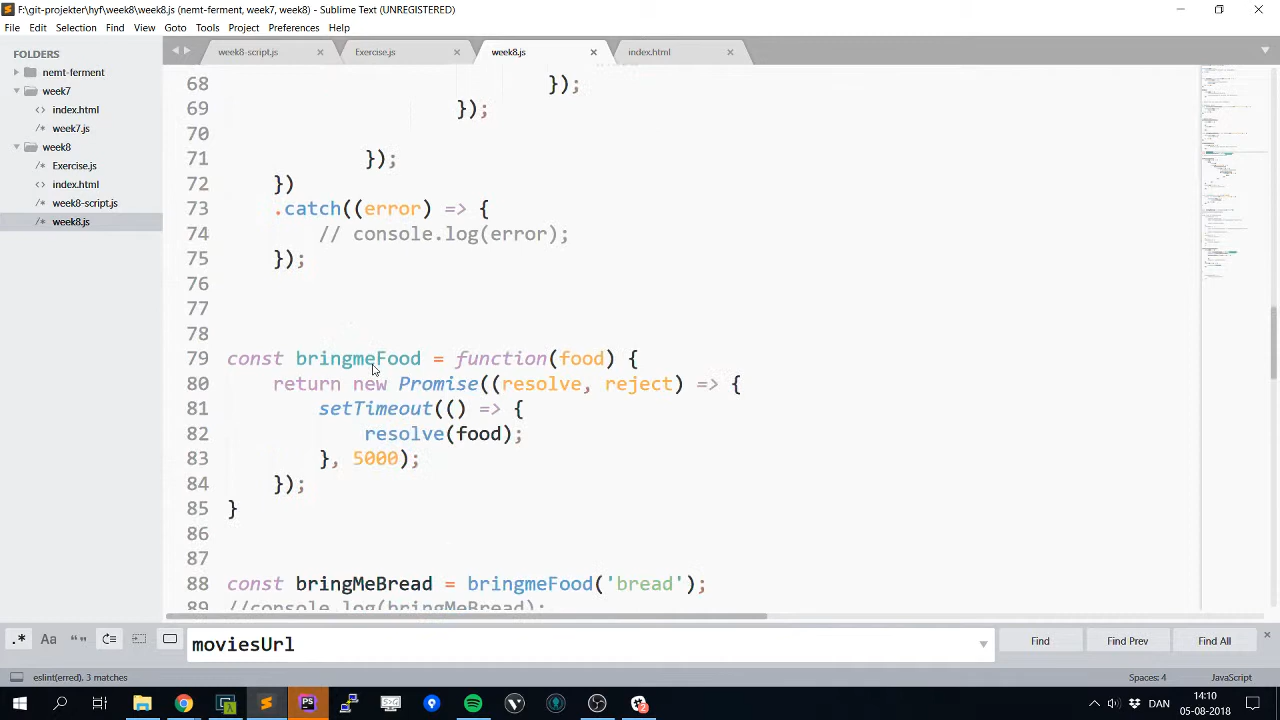 F:\git-projekter\hyf\week8\week8.js (nemt-ferment, week7, week8) - Sublime Text (UNREGISTERED)
File Edit Selection Find View Goto Tools Project Preferences Help
FOLDERS
nemt-ferment
week7
index.html
/* week7.js
week8
/* Exercise.js
<> index.html
/* week8-script.js
/* week8.js
week8-script.js × Exercise.js × week8.js × index.html ×
68 });
69 });
70
71 });
72 })
73 .catch((error) => {
74 //console.log(error);
75 });
76
77
78
79 const bringmeFood = function(food) {
80 return new Promise((resolve, reject) => {
81 setTimeout(() => {
82 resolve(food);
83 }, 5000);
84 });
85 }
86
87
88 const bringMeBread = bringmeFood('bread');
89 //console.log(bringMeBread);
.* Aa “” moviesUrl Find Find Prev Find All
eslint(erred), 3 matches Spaces: 4 JavaScript
DAN 14:10
05-08-2018